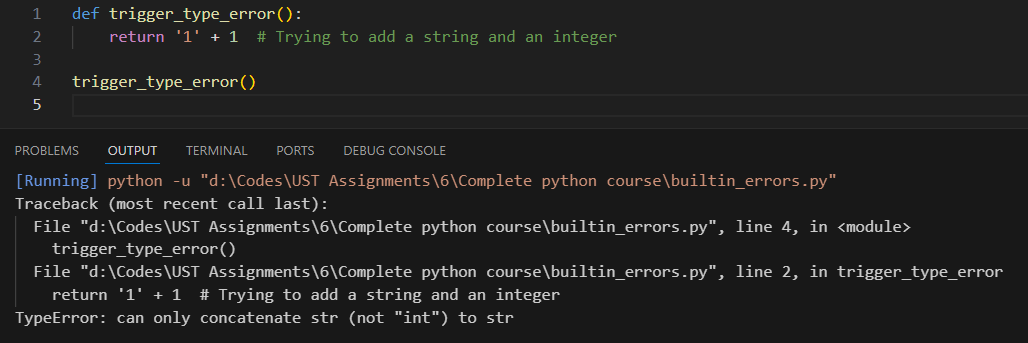 1 def trigger_type_error():
2     return '1' + 1  # Trying to add a string and an integer
3
4 trigger_type_error()
5
PROBLEMS OUTPUT TERMINAL PORTS DEBUG CONSOLE
[Running] python -u "d:\Codes\UST Assignments\6\Complete python course\builtin_errors.py"
Traceback (most recent call last):
  File "d:\Codes\UST Assignments\6\Complete python course\builtin_errors.py", line 4, in <module>
    trigger_type_error()
  File "d:\Codes\UST Assignments\6\Complete python course\builtin_errors.py", line 2, in trigger_type_error
    return '1' + 1  # Trying to add a string and an integer
TypeError: can only concatenate str (not "int") to str